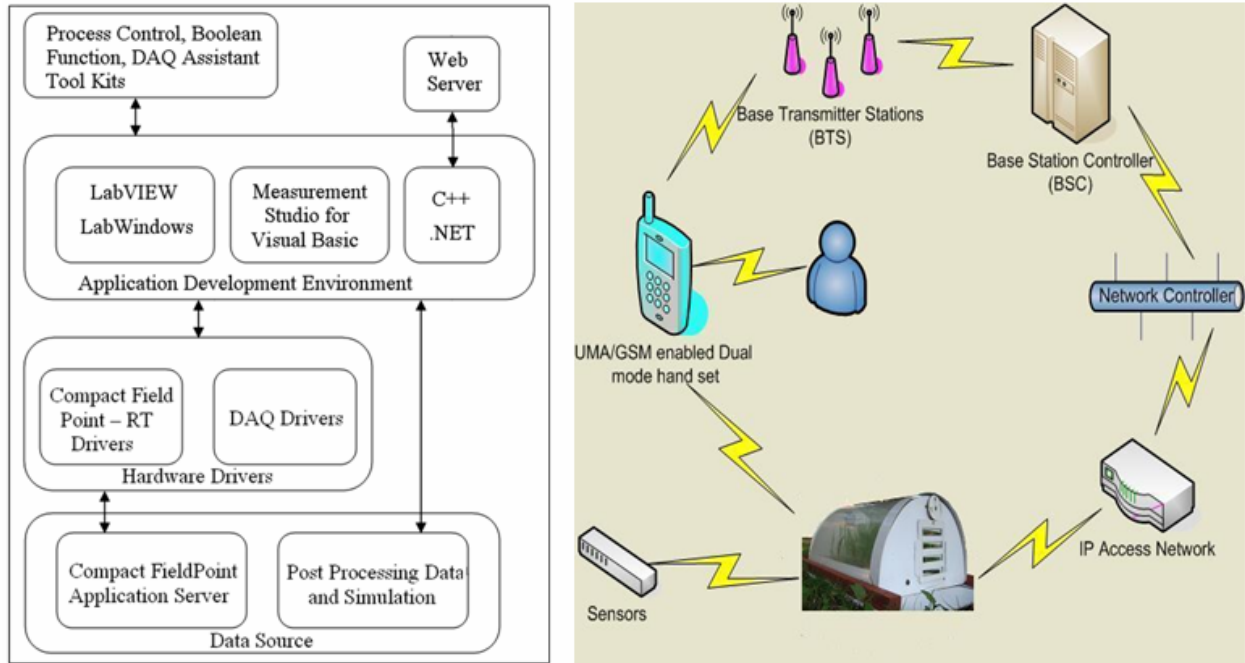 Process Control, Boolean
Function, DAQ Assistant
Tool Kits
Web
Server
LabVIEW
LabWindows
Measurement
Studio for
Visual Basic
C++
.NET
Application Development Environment
Compact Field
Point – RT
Drivers
DAQ Drivers
Hardware Drivers
Compact FieldPoint
Application Server
Post Processing Data
and Simulation
Data Source
Base Transmitter Stations
(BTS)
Base Station Controller
(BSC)
Network Controller
UMA/GSM enabled Dual
mode hand set
IP Access Network
Sensors